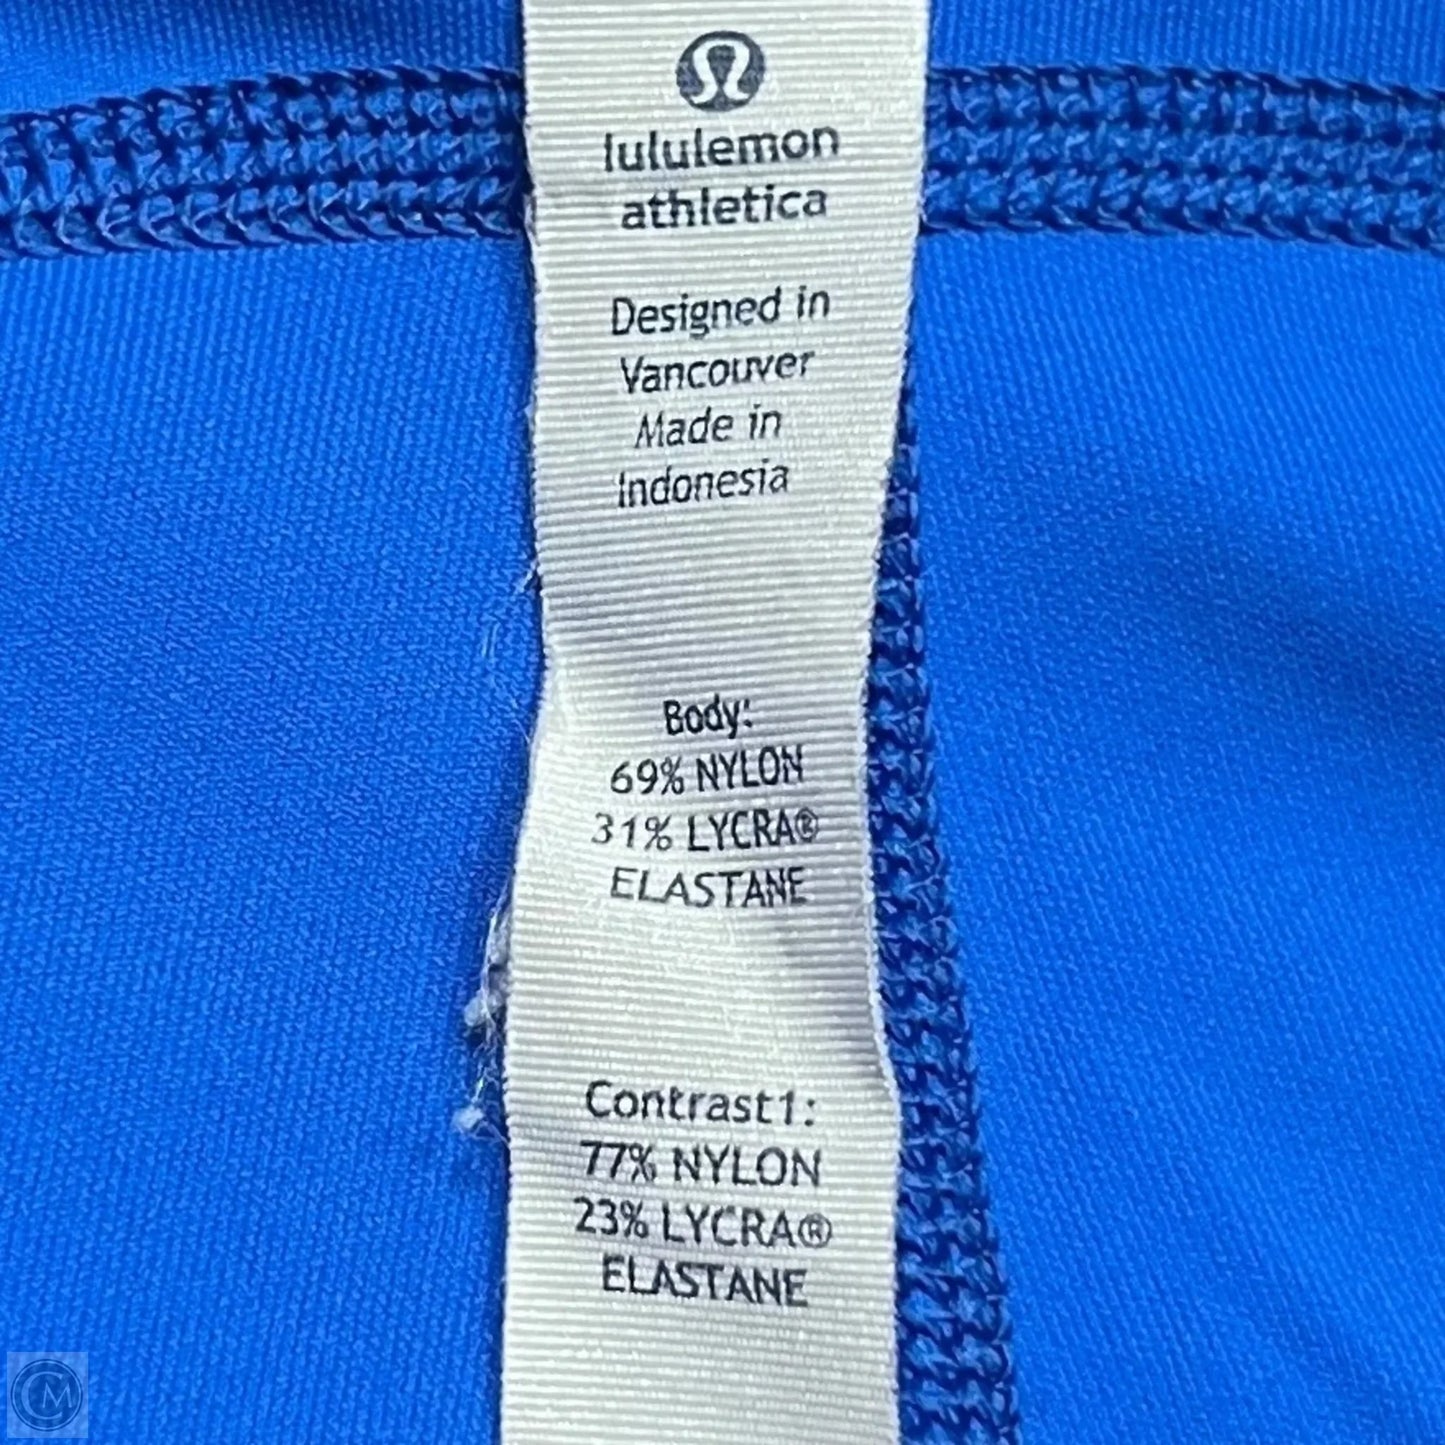 lululemon
athletica
Designed in
Vancouver
Made in
Indonesia
Body:
69% NYLON
31% LYCRA®
ELASTANE
Contrast1:
77% NYLON
23% LYCRA®
ELASTANE
CM